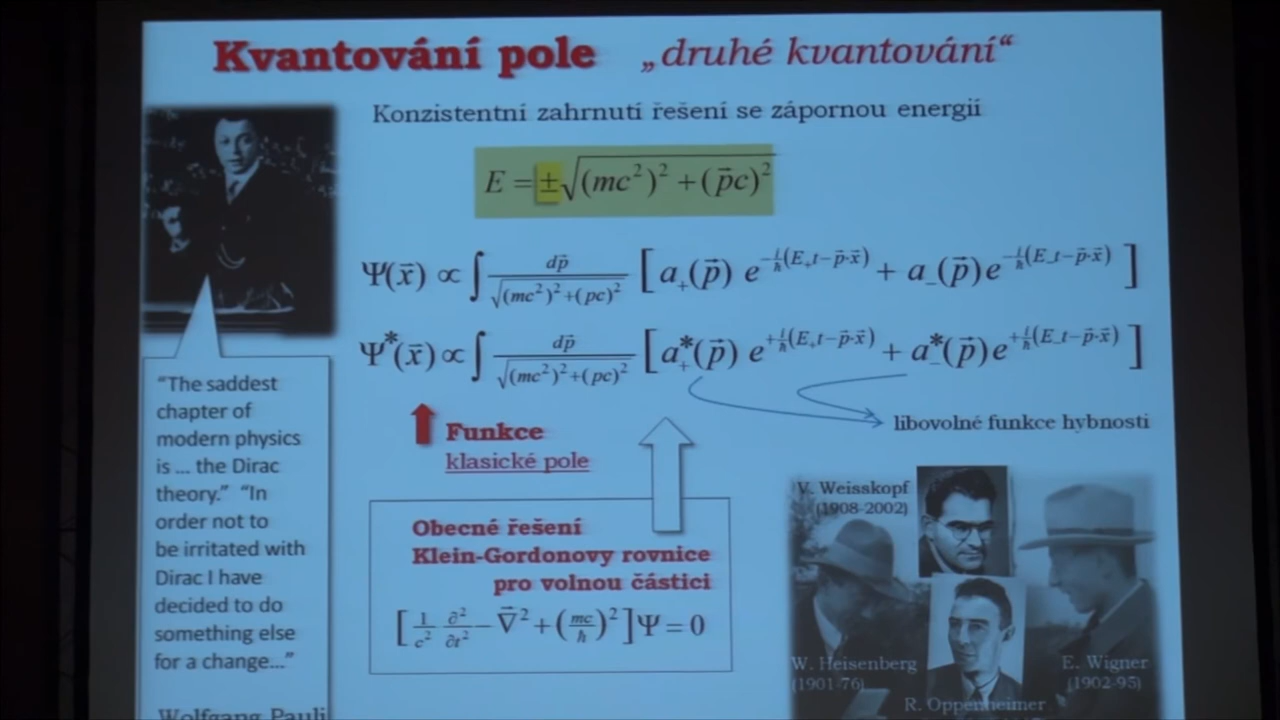 Kvantování pole „druhé kvantování“
Konzistentní zahrnutí řešení se zápornou energií
E = ±√(mc²)² + (p⃗c)²
Ψ(x⃗) ∝ ∫ dp⃗ / √(mc²)²+(pc)² [ a₊(p⃗) e^{-i/ħ(E₊t−p⃗·x⃗)} + a₋(p⃗) e^{-i/ħ(E₋t−p⃗·x⃗)} ]
Ψ*(x⃗) ∝ ∫ dp⃗ / √(mc²)²+(pc)² [ a₊*(p⃗) e^{+i/ħ(E₊t−p⃗·x⃗)} + a₋*(p⃗) e^{+i/ħ(E₋t−p⃗·x⃗)} ]
libovolné funkce hybnosti
Funkce
klasické pole
Obecné řešení
Klein-Gordonovy rovnice
pro volnou částici
[ 1/c² ∂²/∂t² − ∇⃗² + (mc/ħ)² ] Ψ = 0
“The saddest
chapter of
modern physics
is ... the Dirac
theory.” “In
order not to
be irritated with
Dirac I have
decided to do
something else
for a change...”
Wolfgang Pauli
V. Weisskopf
(1908-2002)
W. Heisenberg
(1901-76)
E. Wigner
(1902-95)
R. Oppenheimer